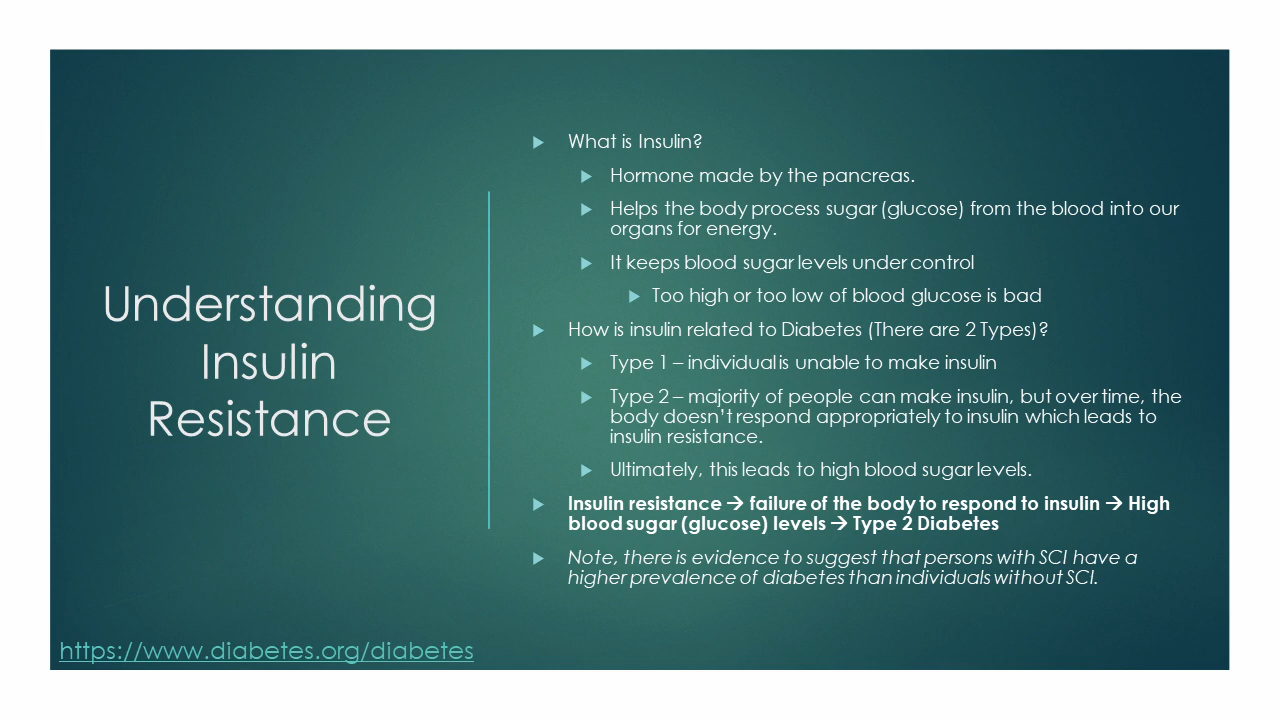 Understanding
Insulin
Resistance
What is Insulin?
Hormone made by the pancreas.
Helps the body process sugar (glucose) from the blood into our
organs for energy.
It keeps blood sugar levels under control
Too high or too low of blood glucose is bad
How is insulin related to Diabetes (There are 2 Types)?
Type 1 – individual is unable to make insulin
Type 2 – majority of people can make insulin, but over time, the
body doesn’t respond appropriately to insulin which leads to
insulin resistance.
Ultimately, this leads to high blood sugar levels.
Insulin resistance → failure of the body to respond to insulin → High
blood sugar (glucose) levels → Type 2 Diabetes
Note, there is evidence to suggest that persons with SCI have a
higher prevalence of diabetes than individuals without SCI.
https://www.diabetes.org/diabetes